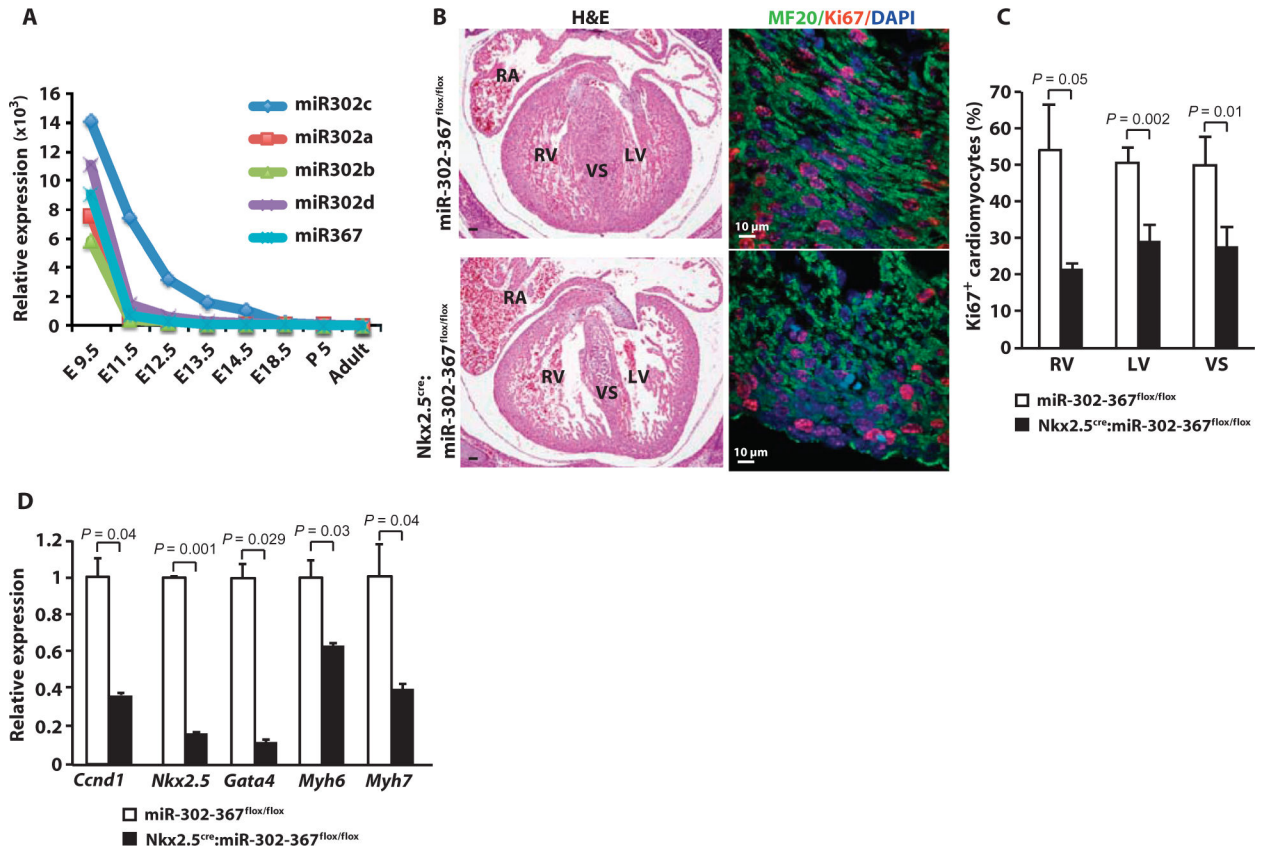 A
Relative expression (x10³)
16
14
12
10
8
6
4
2
0
E 9.5
E11.5
E12.5
E13.5
E14.5
E18.5
P 5
Adult
miR302c
miR302a
miR302b
miR302d
miR367
B
H&E
MF20/Ki67/DAPI
miR-302-367flox/flox
RA
RV
VS
LV
10 µm
Nkx2.5cre:
miR-302-367flox/flox
RA
RV
VS
LV
10 µm
C
Ki67+ cardiomyocytes (%)
70
60
50
40
30
20
10
0
P = 0.05
P = 0.002
P = 0.01
RV
LV
VS
miR-302-367flox/flox
Nkx2.5cre:miR-302-367flox/flox
D
Relative expression
1.2
1
0.8
0.6
0.4
0.2
0
P = 0.04
P = 0.001
P = 0.029
P = 0.03
P = 0.04
Ccnd1
Nkx2.5
Gata4
Myh6
Myh7
miR-302-367flox/flox
Nkx2.5cre:miR-302-367flox/flox